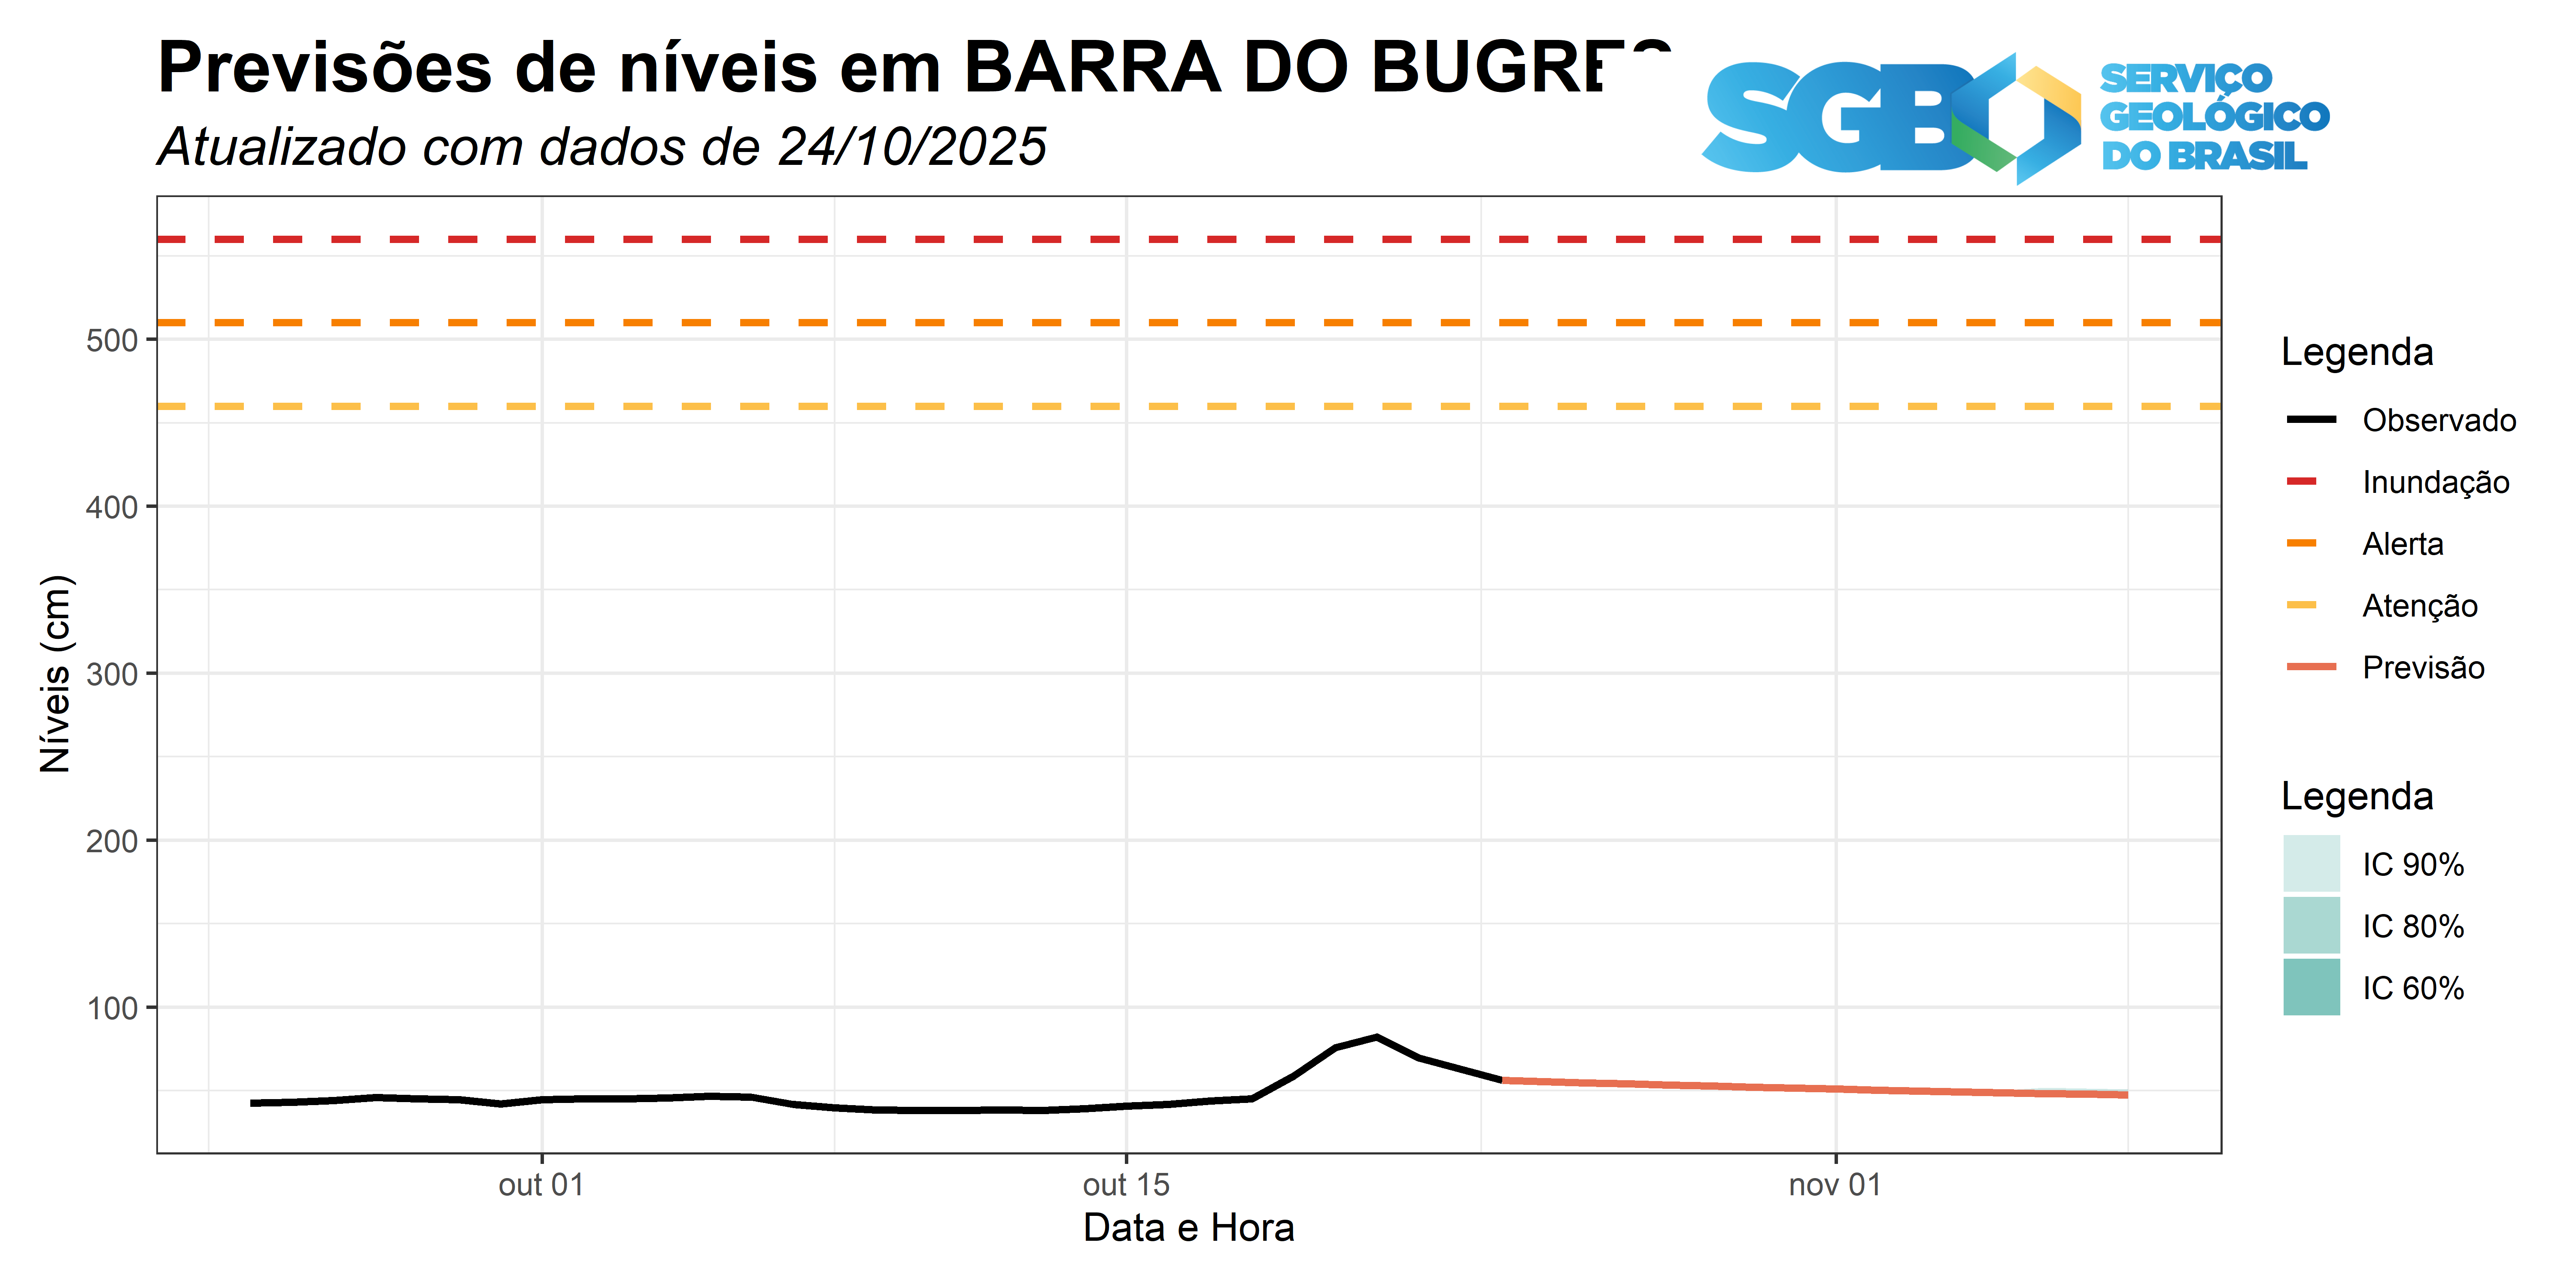 Previsões de níveis em BARRA DO BUGRES
Atualizado com dados de 24/10/2025
SGB
SERVIÇO
GEOLÓGICO
DO BRASIL
Níveis (cm)
500
400
300
200
100
out 01
out 15
nov 01
Data e Hora
Legenda
Observado
Inundação
Alerta
Atenção
Previsão
Legenda
IC 90%
IC 80%
IC 60%